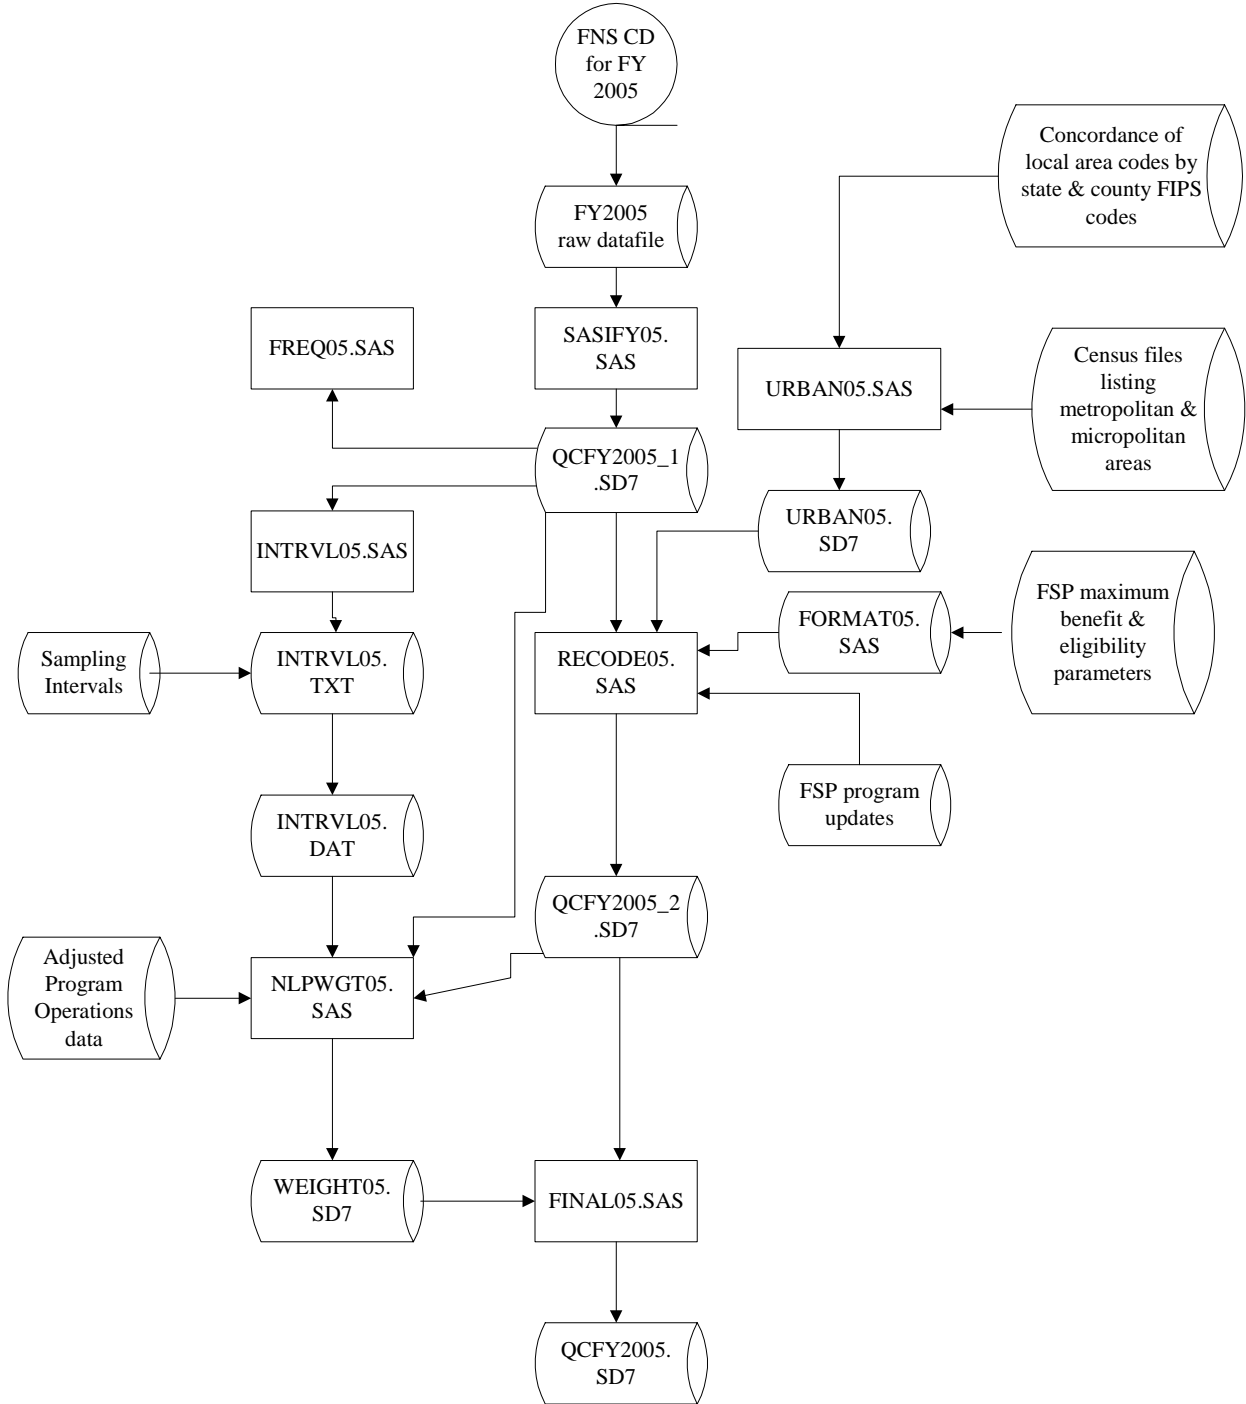 FNS CD
for FY
2005
Concordance of
local area codes by
state & county FIPS
codes
FY2005
raw datafile
FREQ05.SAS
SASIFY05.
SAS
URBAN05.SAS
Census files
listing
metropolitan &
micropolitan
areas
QCFY2005_1
.SD7
URBAN05.
SD7
INTRVL05.SAS
FORMAT05.
SAS
FSP maximum
benefit &
eligibility
parameters
Sampling
Intervals
INTRVL05.
TXT
RECODE05.
SAS
FSP program
updates
INTRVL05.
DAT
QCFY2005_2
.SD7
Adjusted
Program
Operations
data
NLPWGT05.
SAS
WEIGHT05.
SD7
FINAL05.SAS
QCFY2005.
SD7